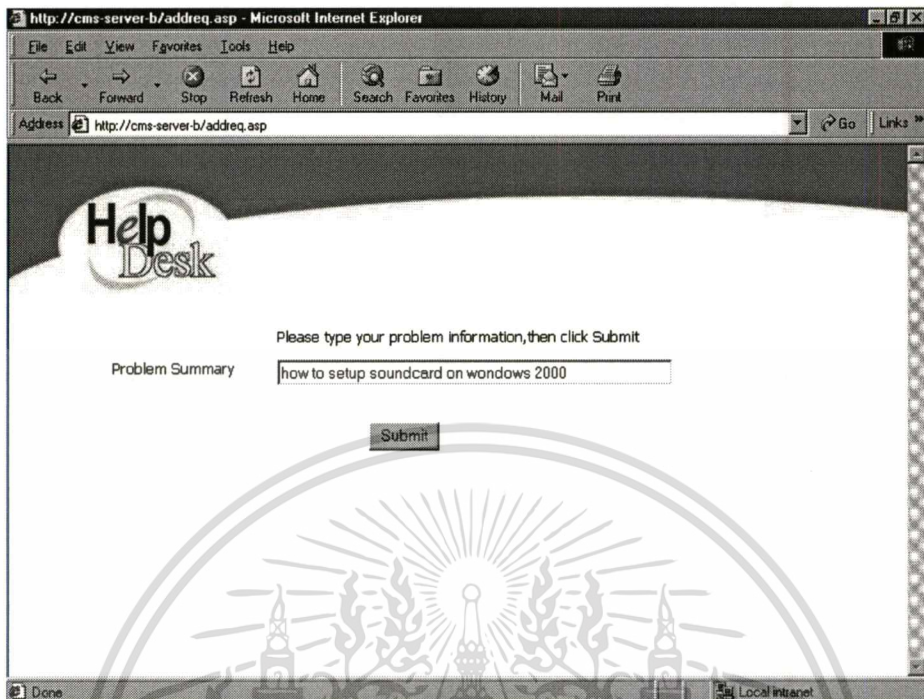 http://cms-server-b/addreq.asp - Microsoft Internet Explorer
File Edit View Favorites Tools Help
Back Forward Stop Refresh Home Search Favorites History Mail Print
Address http://cms-server-b/addreq.asp Go Links »
Help
Desk
Please type your problem information,then click Submit
Problem Summary how to setup soundcard on wondows 2000
Submit
Done Local intranet